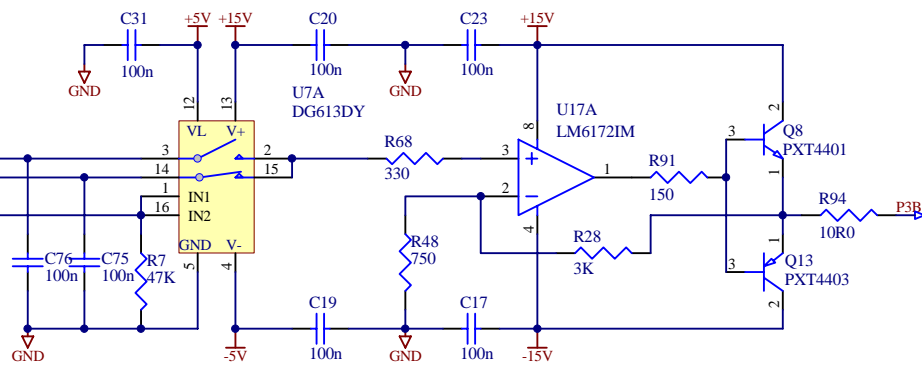 C31
+5V
+15V
C20
C23
+15V
100n
100n
100n
GND
GND
U7A
DG613DY
12
13
2
VL
V+
8
U17A
LM6172IM
3
Q8
PXT4401
3
2
R68
3
14
15
330
1
R91
1
IN1
2
150
16
IN2
R94
P3B
4
10R0
GND
V-
R48
750
R28
3K
1
C76
100n
C75
100n
R7
47K
5
4
3
Q13
PXT4403
2
C19
C17
GND
-5V
100n
GND
100n
-15V